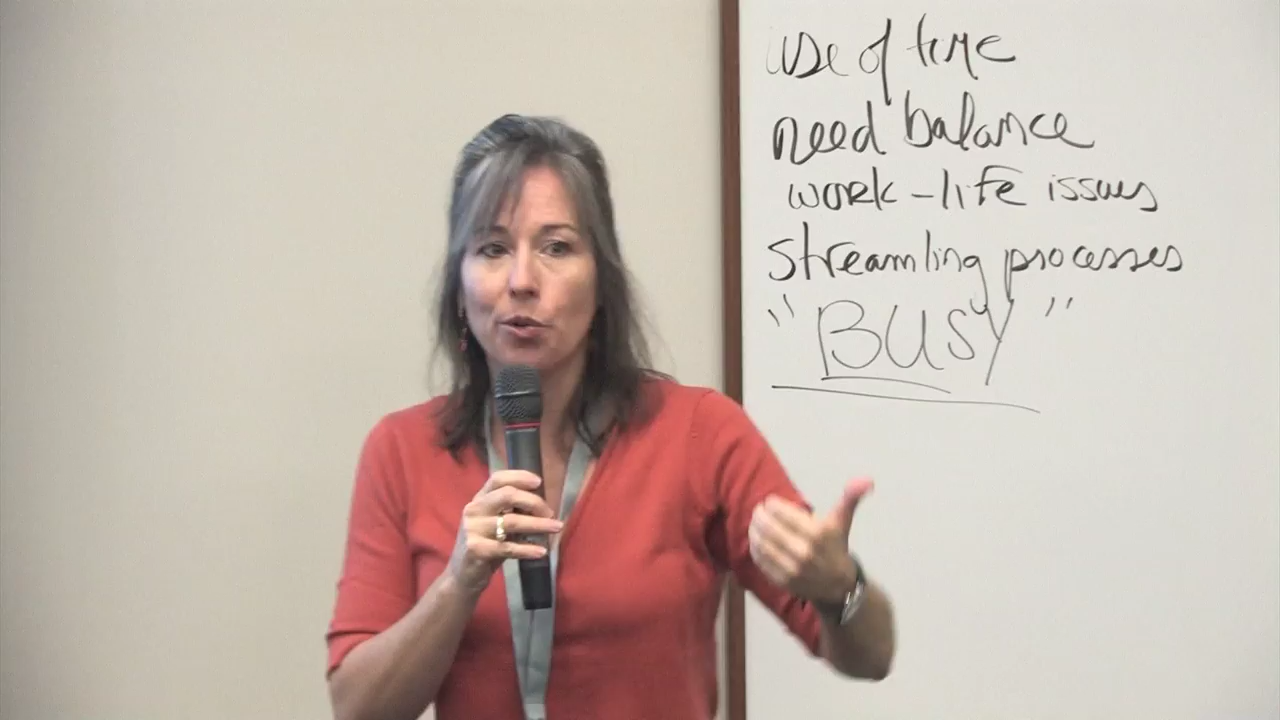 use of time
need balance
work-life issues
streamling processes
"BUSY"